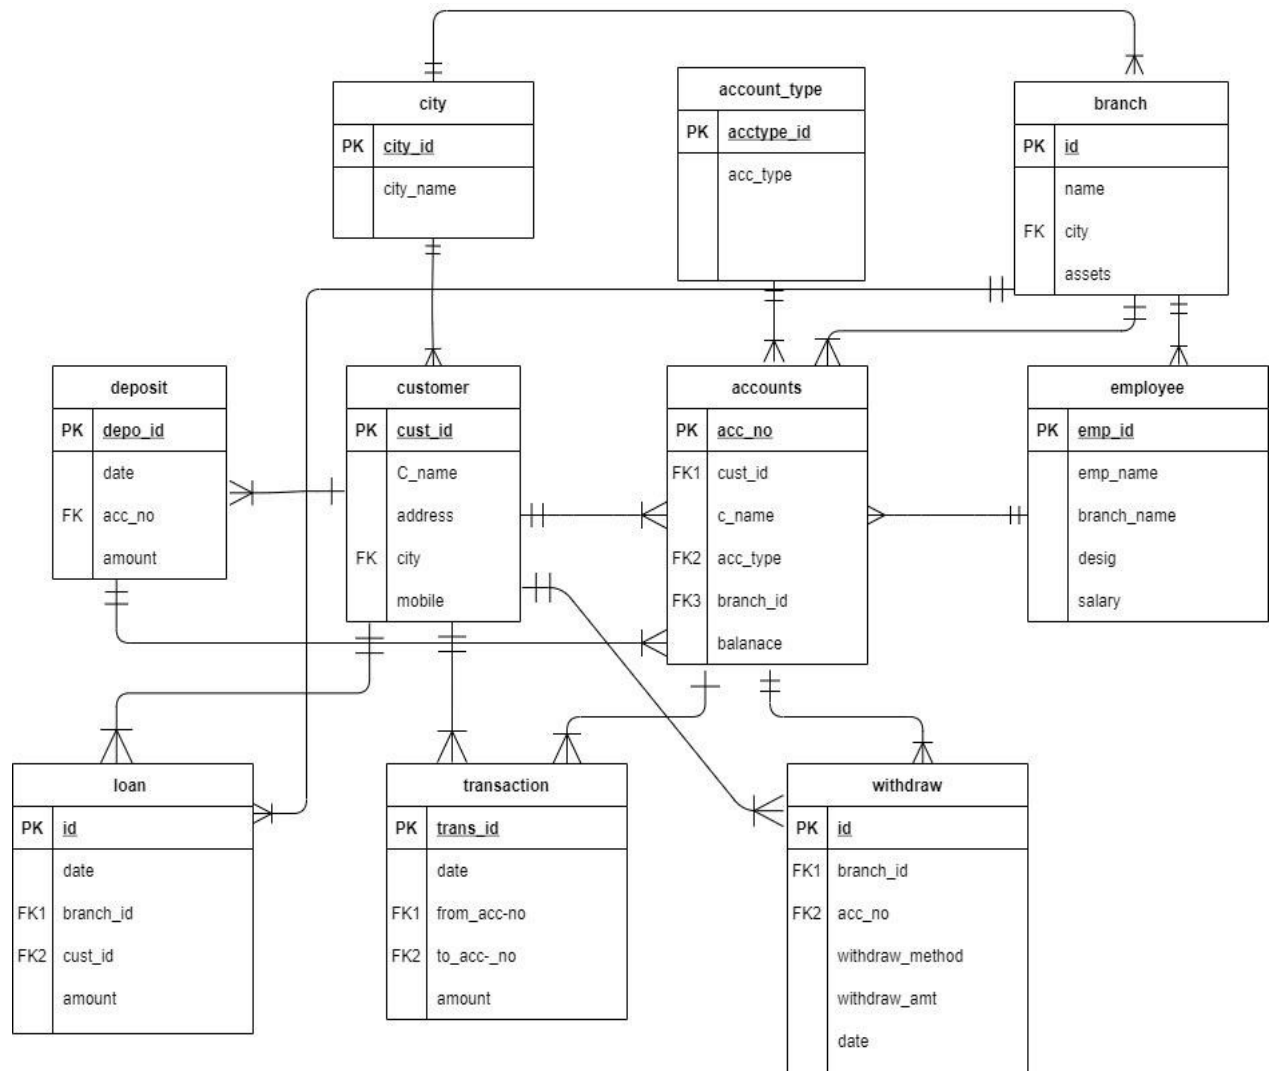 city
PK city_id
city_name
account_type
PK acctype_id
acc_type
branch
PK id
name
FK city
assets
deposit
PK depo_id
date
FK acc_no
amount
customer
PK cust_id
C_name
address
FK city
mobile
accounts
PK acc_no
FK1 cust_id
c_name
FK2 acc_type
FK3 branch_id
balanace
employee
PK emp_id
emp_name
branch_name
desig
salary
loan
PK id
date
FK1 branch_id
FK2 cust_id
amount
transaction
PK trans_id
date
FK1 from_acc-no
FK2 to_acc-_no
amount
withdraw
PK id
FK1 branch_id
FK2 acc_no
withdraw_method
withdraw_amt
date